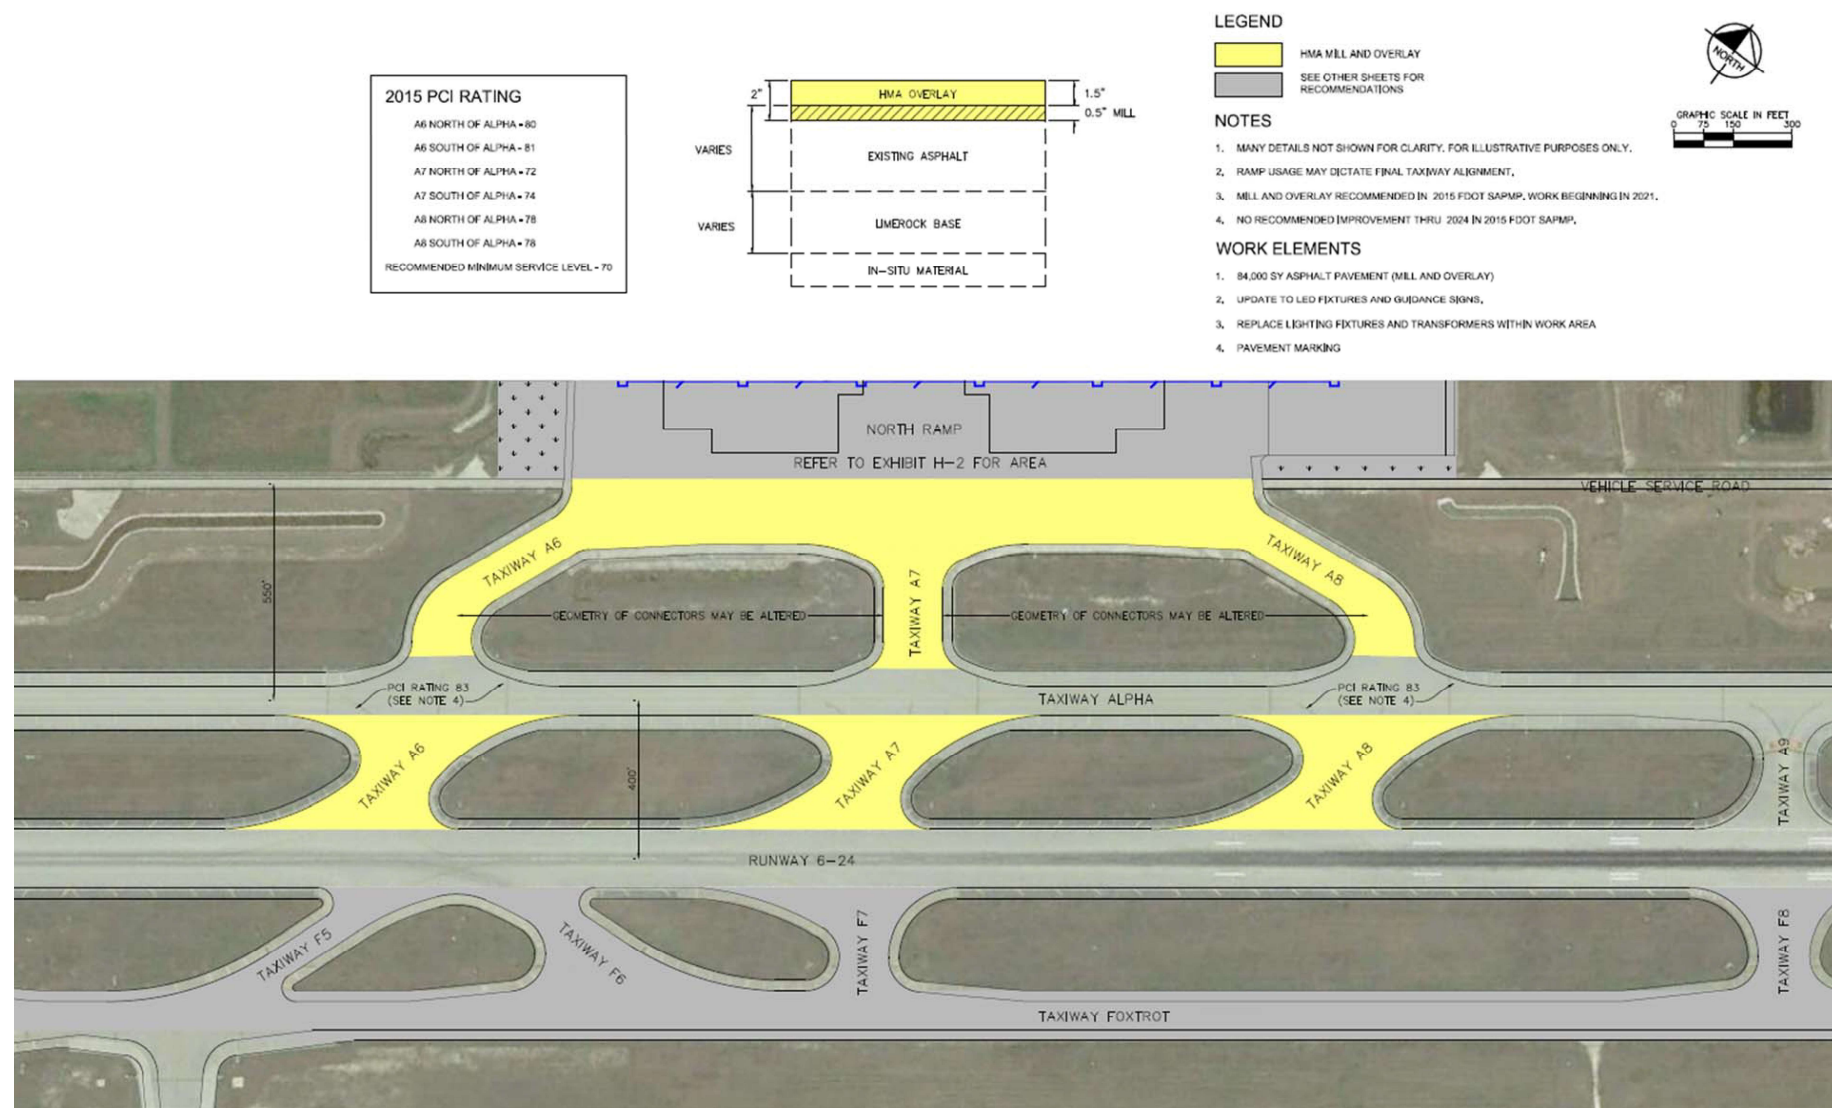 2015 PCI RATING
A6 NORTH OF ALPHA - 80
A6 SOUTH OF ALPHA - 81
A7 NORTH OF ALPHA - 72
A7 SOUTH OF ALPHA - 74
A8 NORTH OF ALPHA - 78
A8 SOUTH OF ALPHA - 78
RECOMMENDED MINIMUM SERVICE LEVEL - 70
2"
HMA OVERLAY
1.5"
0.5" MILL
VARIES
EXISTING ASPHALT
VARIES
LIMEROCK BASE
IN-SITU MATERIAL
LEGEND
HMA MILL AND OVERLAY
SEE OTHER SHEETS FOR
RECOMMENDATIONS
NOTES
1. MANY DETAILS NOT SHOWN FOR CLARITY. FOR ILLUSTRATIVE PURPOSES ONLY.
2. RAMP USAGE MAY DICTATE FINAL TAXIWAY ALIGNMENT.
3. MILL AND OVERLAY RECOMMENDED IN 2015 FDOT SAPMP. WORK BEGINNING IN 2021.
4. NO RECOMMENDED IMPROVEMENT THRU 2024 IN 2015 FDOT SAPMP.
WORK ELEMENTS
1. 84,000 SY ASPHALT PAVEMENT (MILL AND OVERLAY)
2. UPDATE TO LED FIXTURES AND GUIDANCE SIGNS.
3. REPLACE LIGHTING FIXTURES AND TRANSFORMERS WITHIN WORK AREA
4. PAVEMENT MARKING
NORTH
GRAPHIC SCALE IN FEET
0 75 150 300
NORTH RAMP
REFER TO EXHIBIT H-2 FOR AREA
VEHICLE SERVICE ROAD
550'
TAXIWAY A6
TAXIWAY A7
TAXIWAY A8
GEOMETRY OF CONNECTORS MAY BE ALTERED
GEOMETRY OF CONNECTORS MAY BE ALTERED
PCI RATING 83
(SEE NOTE 4)
TAXIWAY ALPHA
PCI RATING 83
(SEE NOTE 4)
TAXIWAY A6
400'
TAXIWAY A7
TAXIWAY A8
TAXIWAY A9
RUNWAY 6-24
TAXIWAY F5
TAXIWAY F6
TAXIWAY F7
TAXIWAY F8
TAXIWAY FOXTROT